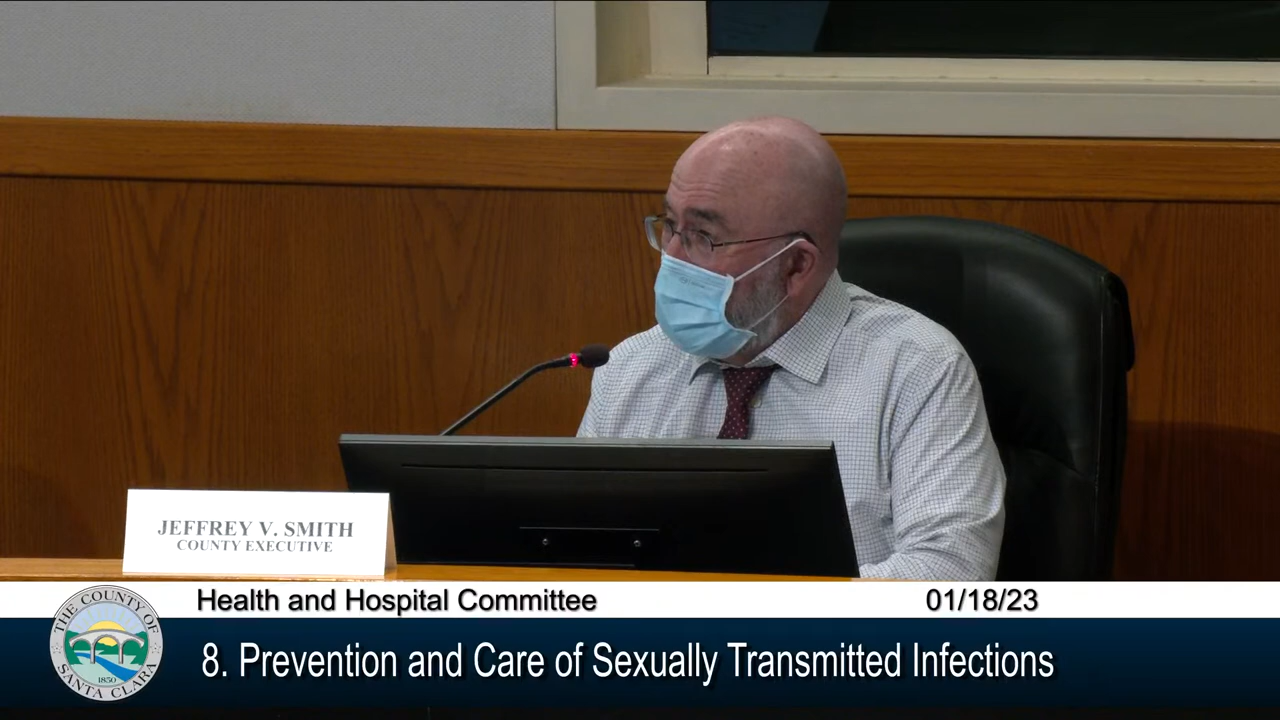 JEFFREY V. SMITH
COUNTY EXECUTIVE
Health and Hospital Committee
01/18/23
THE COUNTY OF
SANTA CLARA
1850
8. Prevention and Care of Sexually Transmitted Infections